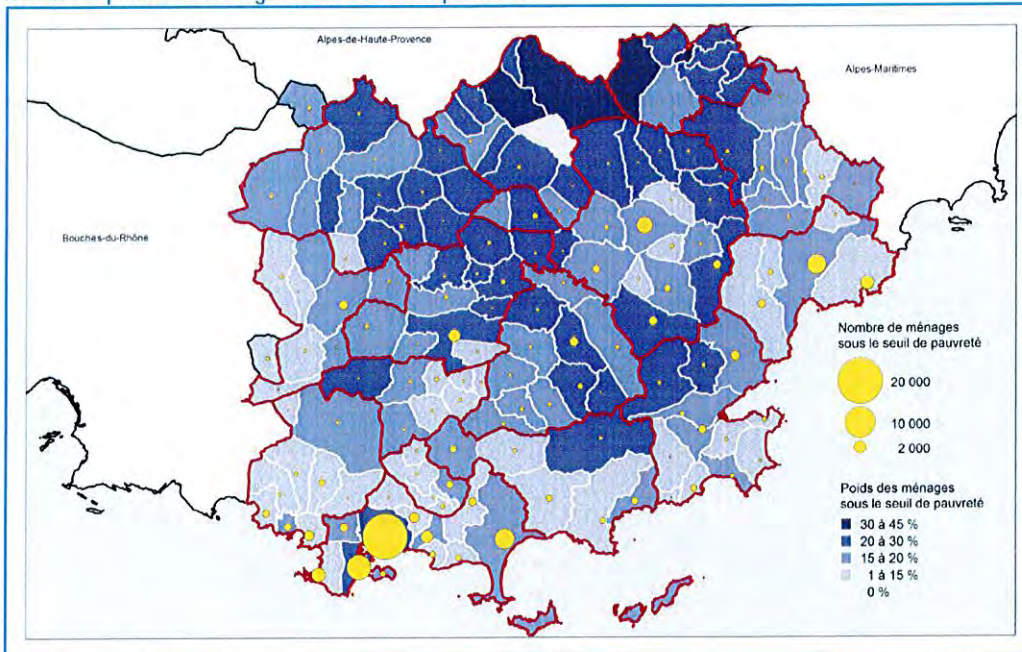 Alpes-de-Haute-Provence
Alpes-Maritimes
Bouches-du-Rhône
Nombre de ménages
sous le seuil de pauvreté
20 000
10 000
2 000
Poids des ménages
sous le seuil de pauvreté
30 à 45 %
20 à 30 %
15 à 20 %
1 à 15 %
0 %